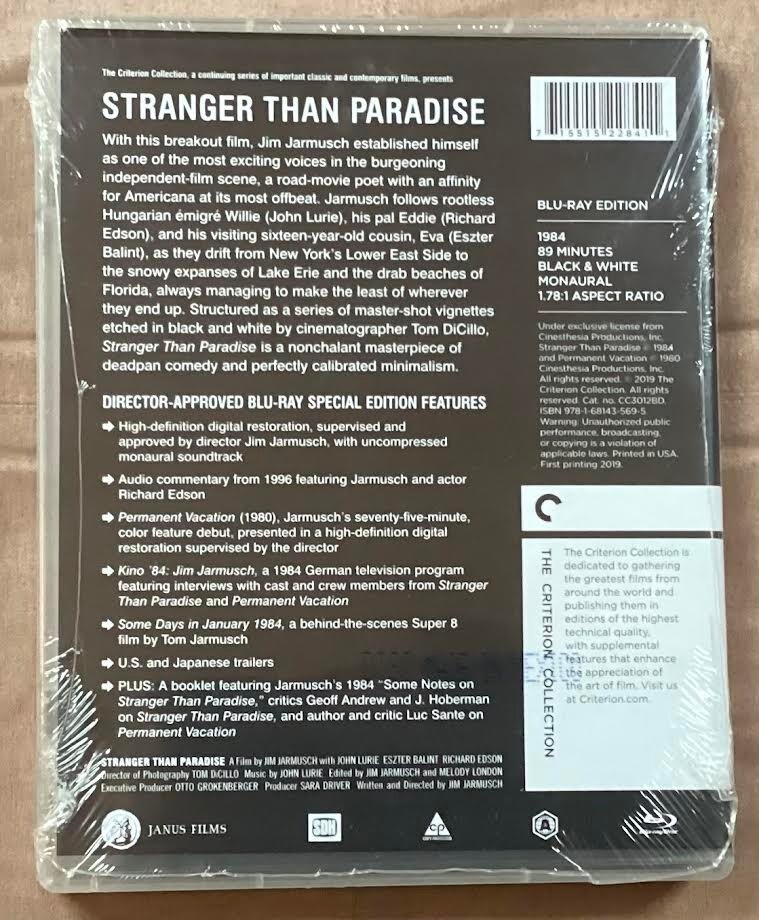 The Criterion Collection, a continuing series of important classic and contemporary films, presents
STRANGER THAN PARADISE
With this breakout film, Jim Jarmusch established himself
as one of the most exciting voices in the burgeoning
independent-film scene, a road-movie poet with an affinity
for Americana at its most offbeat. Jarmusch follows rootless
Hungarian émigré Willie (John Lurie), his pal Eddie (Richard
Edson), and his visiting sixteen-year-old cousin, Eva (Eszter
Balint), as they drift from New York's Lower East Side to
the snowy expanses of Lake Erie and the drab beaches of
Florida, always managing to make the least of wherever
they end up. Structured as a series of master-shot vignettes
etched in black and white by cinematographer Tom DiCillo,
Stranger Than Paradise is a nonchalant masterpiece of
deadpan comedy and perfectly calibrated minimalism.
DIRECTOR-APPROVED BLU-RAY SPECIAL EDITION FEATURES
➔ High-definition digital restoration, supervised and
approved by director Jim Jarmusch, with uncompressed
monaural soundtrack
➔ Audio commentary from 1996 featuring Jarmusch and actor
Richard Edson
➔ Permanent Vacation (1980), Jarmusch's seventy-five-minute,
color feature debut, presented in a high-definition digital
restoration supervised by the director
➔ Kino '84: Jim Jarmusch, a 1984 German television program
featuring interviews with cast and crew members from Stranger
Than Paradise and Permanent Vacation
➔ Some Days in January 1984, a behind-the-scenes Super 8
film by Tom Jarmusch
➔ U.S. and Japanese trailers
➔ PLUS: A booklet featuring Jarmusch's 1984 "Some Notes on
Stranger Than Paradise," critics Geoff Andrew and J. Hoberman
on Stranger Than Paradise, and author and critic Luc Sante on
Permanent Vacation
STRANGER THAN PARADISE A Film by JIM JARMUSCH with JOHN LURIE ESZTER BALINT RICHARD EDSON
Director of Photography TOM DiCILLO Music by JOHN LURIE Edited by JIM JARMUSCH and MELODY LONDON
Executive Producer OTTO GROKENBERGER Producer SARA DRIVER Written and Directed by JIM JARMUSCH
JANUS FILMS
SDH
cp
COPY PROTECTED
A
Blu-ray Disc
7 15515 22841 1
BLU-RAY EDITION
1984
89 MINUTES
BLACK & WHITE
MONAURAL
1.78:1 ASPECT RATIO
Under exclusive license from
Cinesthesia Productions, Inc.
Stranger Than Paradise © 1984
and Permanent Vacation © 1980
Cinesthesia Productions, Inc.
All rights reserved. © 2019 The
Criterion Collection. All rights
reserved. Cat. no. CC3012BD.
ISBN 978-1-68143-569-5.
Warning: Unauthorized public
performance, broadcasting,
or copying is a violation of
applicable laws. Printed in USA.
First printing 2019.
THE CRITERION COLLECTION
The Criterion Collection is
dedicated to gathering
the greatest films from
around the world and
publishing them in
editions of the highest
technical quality,
with supplemental
features that enhance
the appreciation of
the art of film. Visit us
at Criterion.com.